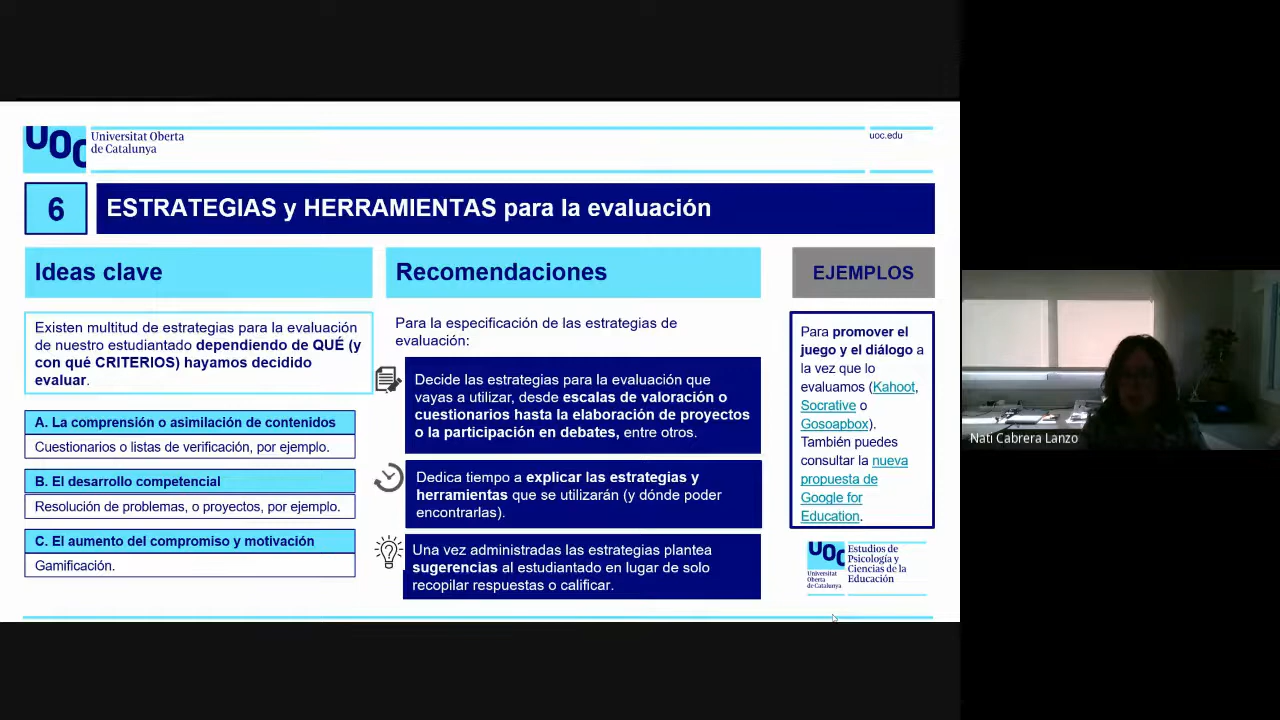 UOC
Universitat Oberta
de Catalunya
uoc.edu
6
ESTRATEGIAS y HERRAMIENTAS para la evaluación
Ideas clave
Existen multitud de estrategias para la evaluación
de nuestro estudiantado dependiendo de QUÉ (y
con qué CRITERIOS) hayamos decidido
evaluar.
A. La comprensión o asimilación de contenidos
Cuestionarios o listas de verificación, por ejemplo.
B. El desarrollo competencial
Resolución de problemas, o proyectos, por ejemplo.
C. El aumento del compromiso y motivación
Gamificación.
Recomendaciones
Para la especificación de las estrategias de
evaluación:
Decide las estrategias para la evaluación que
vayas a utilizar, desde escalas de valoración o
cuestionarios hasta la elaboración de proyectos
o la participación en debates, entre otros.
Dedica tiempo a explicar las estrategias y
herramientas que se utilizarán (y dónde poder
encontrarlas).
Una vez administradas las estrategias plantea
sugerencias al estudiantado en lugar de solo
recopilar respuestas o calificar.
EJEMPLOS
Para promover el
juego y el diálogo a
la vez que lo
evaluamos (Kahoot,
Socrative o
Gosoapbox).
También puedes
consultar la nueva
propuesta de
Google for
Education.
UOC
Universitat
Oberta
de Catalunya
Estudios de
Psicología y
Ciencias de la
Educación
Nati Cabrera Lanzo